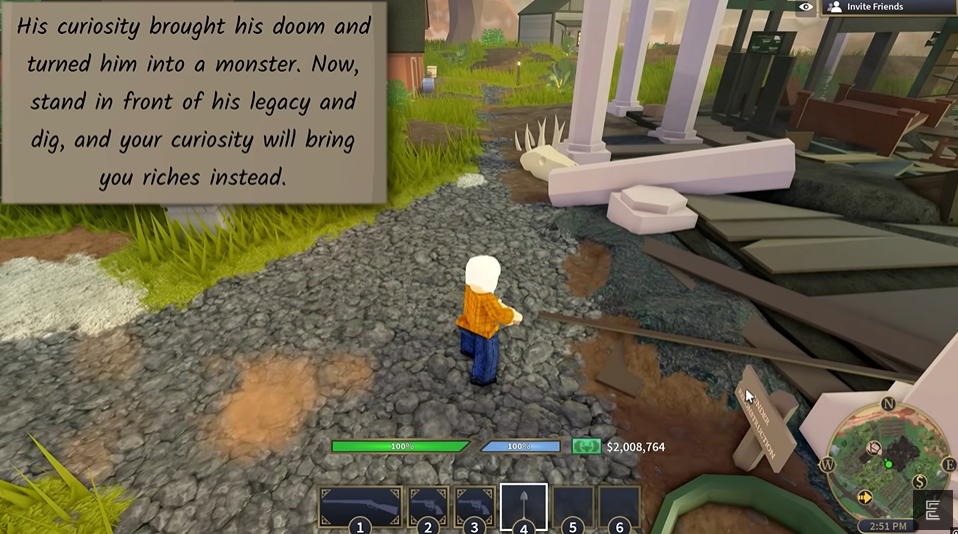 His curiosity brought his doom and
turned him into a monster. Now,
stand in front of his legacy and
dig, and your curiosity will bring
you riches instead.
Invite Friends
UNDER
CONSTRUCTION
100%
100%
$2,008,764
1
2
3
4
5
6
N
W
E
$
2:51 PM
E